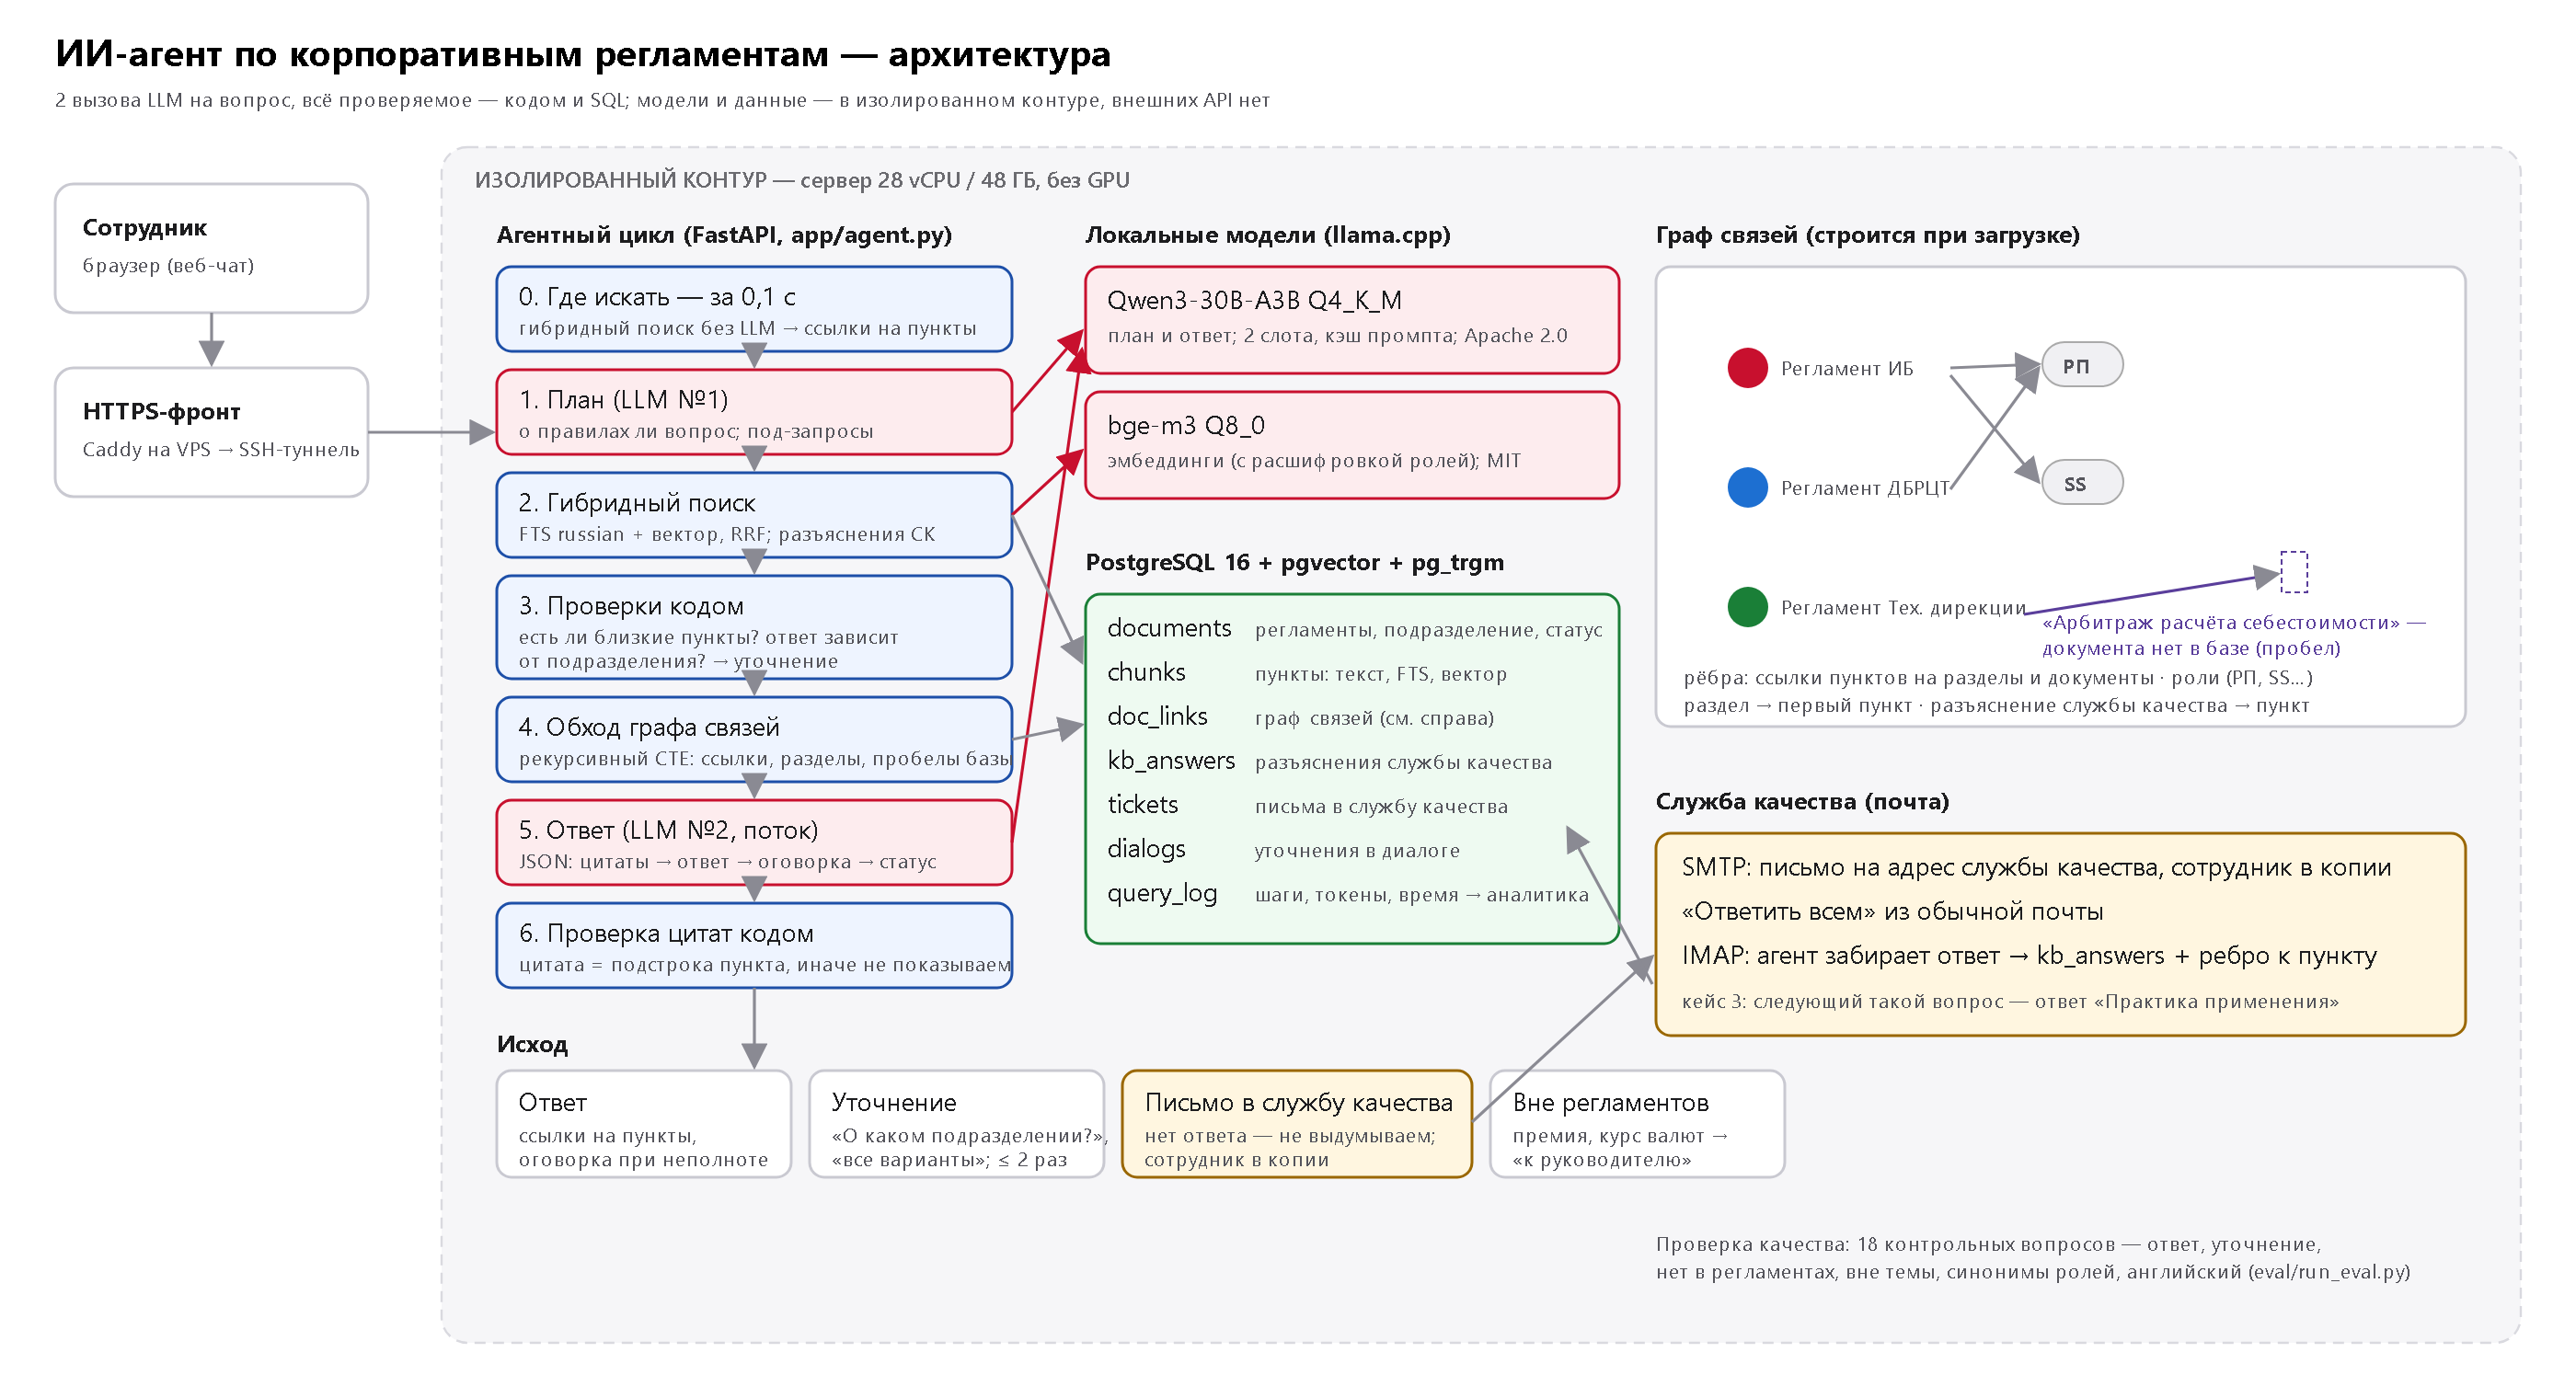 ИИ-агент по корпоративным регламентам — архитектура
2 вызова LLM на вопрос, всё проверяемое — кодом и SQL; модели и данные — в изолированном контуре, внешних API нет
Сотрудник
браузер (веб-чат)
HTTPS-фронт
Caddy на VPS → SSH-туннель
ИЗОЛИРОВАННЫЙ КОНТУР — сервер 28 vCPU / 48 ГБ, без GPU
Агентный цикл (FastAPI, app/agent.py)
0. Где искать — за 0,1 с
гибридный поиск без LLM → ссылки на пункты
1. План (LLM №1)
о правилах ли вопрос; под-запросы
2. Гибридный поиск
FTS russian + вектор, RRF; разъяснения СК
3. Проверки кодом
есть ли близкие пункты? ответ зависит
от подразделения? → уточнение
4. Обход графа связей
рекурсивный CTE: ссылки, разделы, пробелы базы
5. Ответ (LLM №2, поток)
JSON: цитаты → ответ → оговорка → статус
6. Проверка цитат кодом
цитата = подстрока пункта, иначе не показываем
Локальные модели (llama.cpp)
Qwen3-30B-A3B Q4_K_M
план и ответ; 2 слота, кэш промпта; Apache 2.0
bge-m3 Q8_0
эмбеддинги (с расшифровкой ролей); MIT
PostgreSQL 16 + pgvector + pg_trgm
documents регламенты, подразделение, статус
chunks пункты: текст, FTS, вектор
doc_links граф связей (см. справа)
kb_answers разъяснения службы качества
tickets письма в службу качества
dialogs уточнения в диалоге
query_log шаги, токены, время → аналитика
Граф связей (строится при загрузке)
Регламент ИБ
РП
Регламент ДБРЦТ
SS
Регламент Тех. дирекции
«Арбитраж расчёта себестоимости» —
документа нет в базе (пробел)
рёбра: ссылки пунктов на разделы и документы · роли (РП, SS...)
раздел → первый пункт · разъяснение службы качества → пункт
Служба качества (почта)
SMTP: письмо на адрес службы качества, сотрудник в копии
«Ответить всем» из обычной почты
IMAP: агент забирает ответ → kb_answers + ребро к пункту
кейс 3: следующий такой вопрос — ответ «Практика применения»
Исход
Ответ
ссылки на пункты,
оговорка при неполноте
Уточнение
«О каком подразделении?»,
«все варианты»; ≤ 2 раз
Письмо в службу качества
нет ответа — не выдумываем;
сотрудник в копии
Вне регламентов
премия, курс валют →
«к руководителю»
Проверка качества: 18 контрольных вопросов — ответ, уточнение,
нет в регламентах, вне темы, синонимы ролей, английский (eval/run_eval.py)